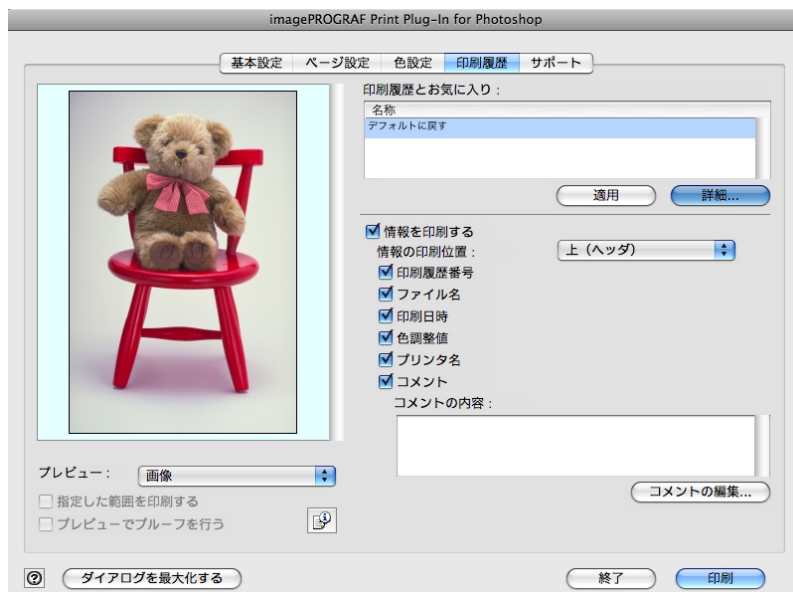 imagePROGRAF Print Plug-In for Photoshop
基本設定 ページ設定 色設定 印刷履歴 サポート
印刷履歴とお気に入り：
名称
デフォルトに戻す
適用 詳細...
情報を印刷する
情報の印刷位置： 上（ヘッダ）
印刷履歴番号
ファイル名
印刷日時
色調整値
プリンタ名
コメント
コメントの内容：
プレビュー： 画像
コメントの編集...
指定した範囲を印刷する
プレビューでプルーフを行う
? ダイアログを最大化する 終了 印刷